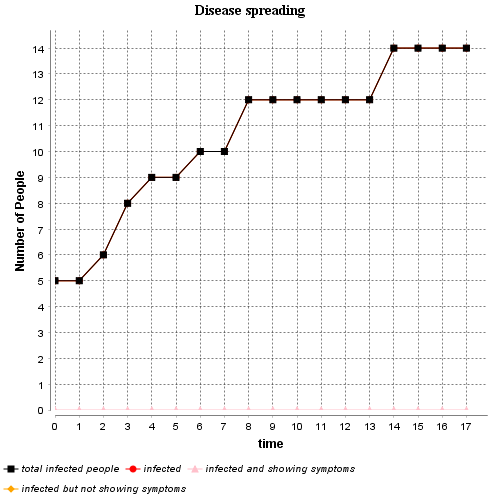 Disease spreading
Number of People
14
13
12
11
10
9
8
7
6
5
4
3
2
1
0
0 1 2 3 4 5 6 7 8 9 10 11 12 13 14 15 16 17
time
total infected people infected infected and showing symptoms
infected but not showing symptoms